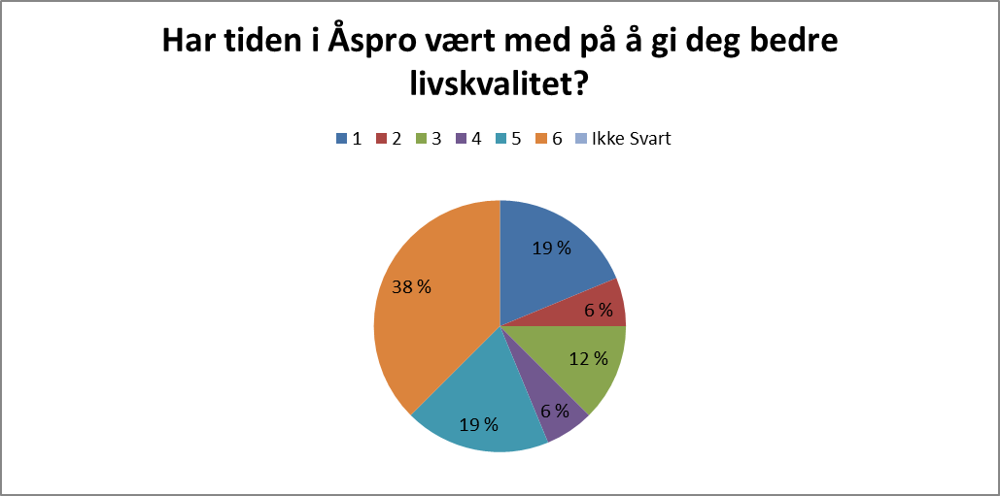 Har tiden i Åspro vært med på å gi deg bedre
livskvalitet?
1 2 3 4 5 6 Ikke Svart
19 %
6 %
38 %
12 %
6 %
19 %